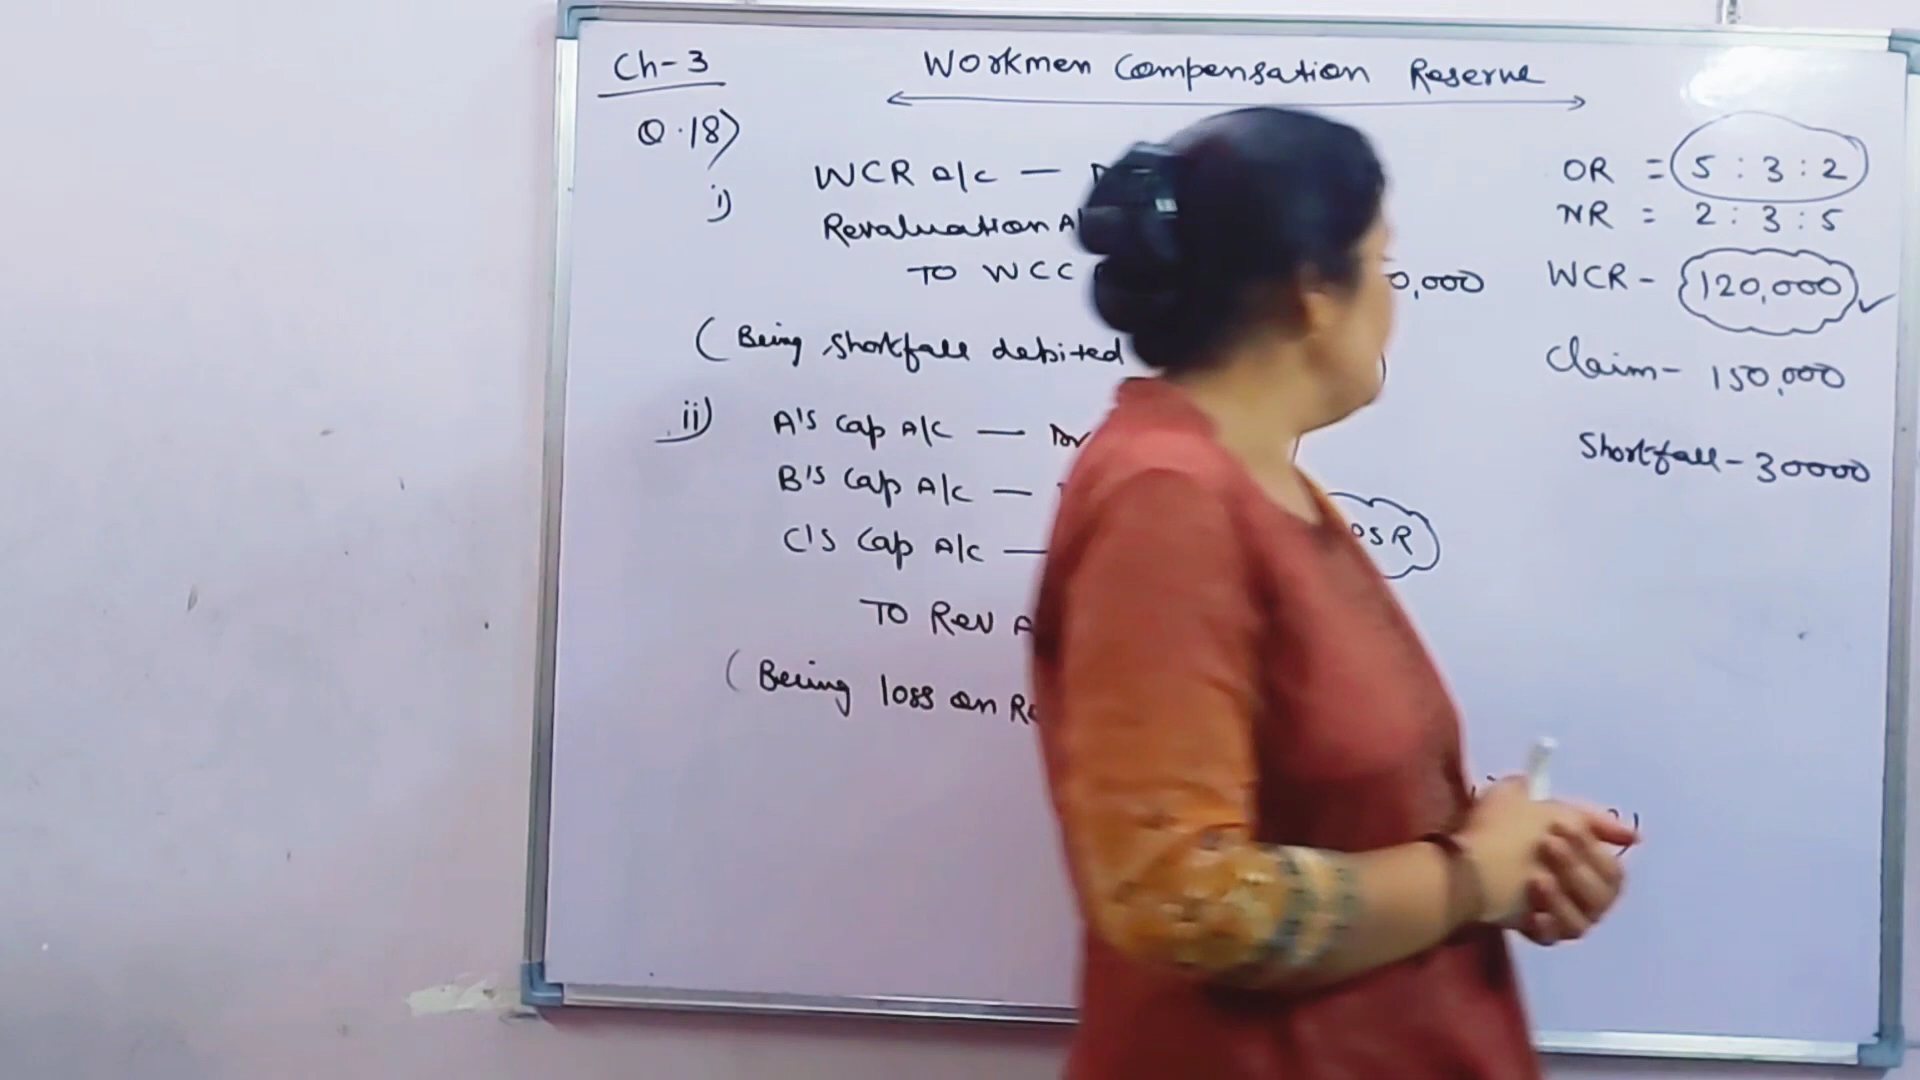 Ch-3
Workmen Compensation Reserve
Q.18)
i) WCR A/c —
Revaluation A
TO WCC
0,000
(Being shortfall debited
ii) A's Cap A/c — Dr
B's Cap A/c —
C's Cap A/c —
OSR
TO Rev A
(Being loss on Re
OR = 5 : 3 : 2
NR = 2 : 3 : 5
WCR - 120,000 ✓
Claim - 150,000
Shortfall - 30000